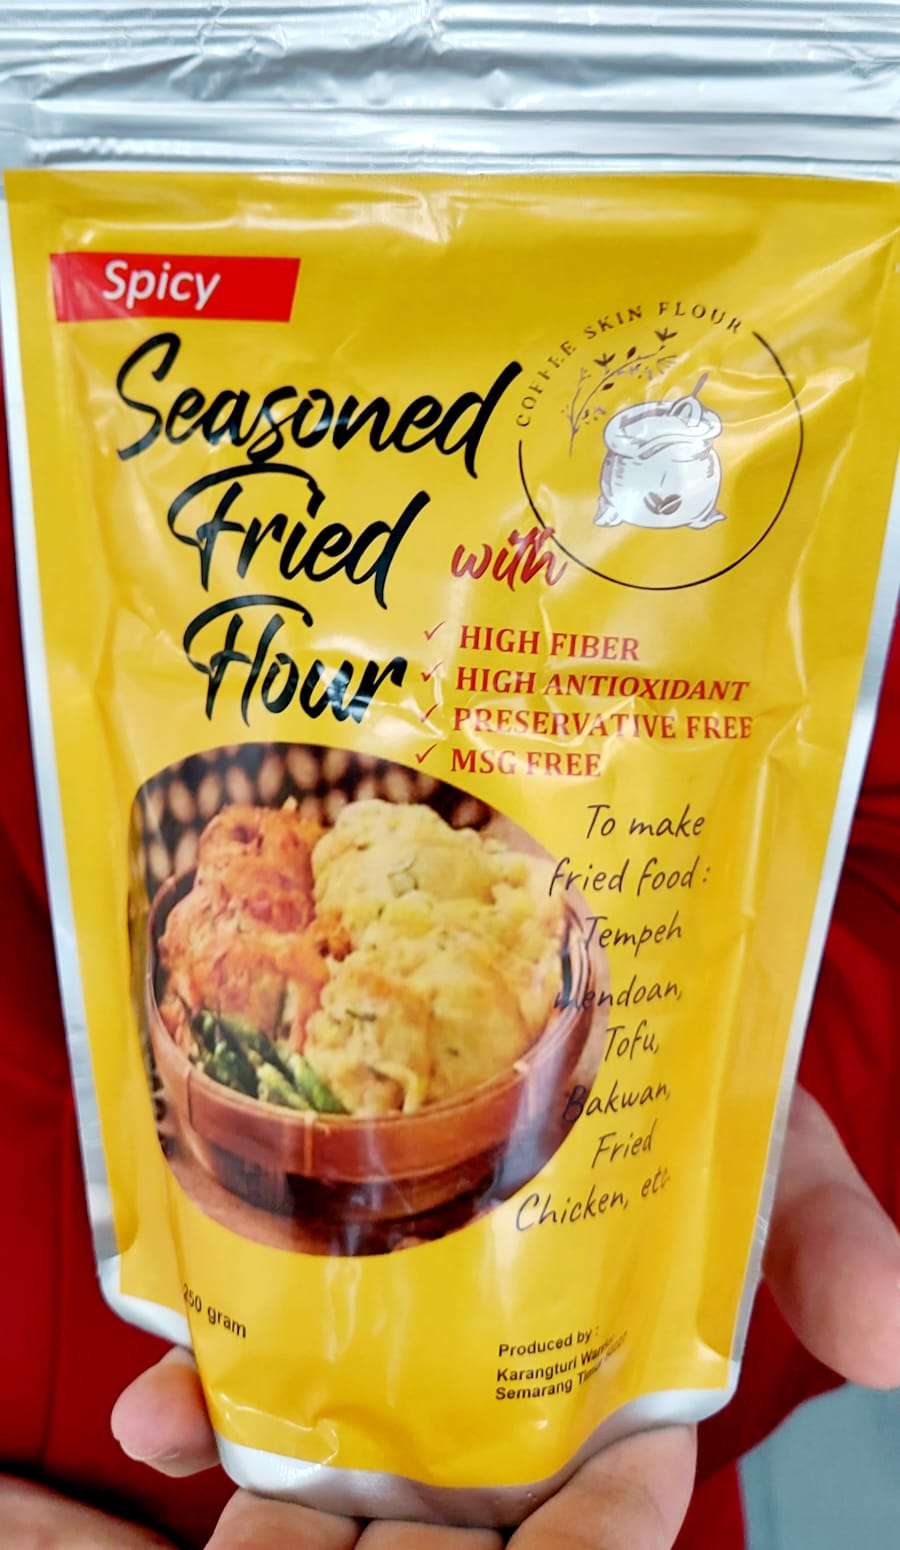 Spicy
COFFEE SKIN FLOUR
Seasoned
Fried
Flour
with
✓ HIGH FIBER
✓ HIGH ANTIOXIDANT
✓ PRESERVATIVE FREE
✓ MSG FREE
To make
fried food:
Tempeh
mendoan,
Tofu,
Bakwan,
Fried
Chicken, etc
250 gram
Produced by :
Karangturi
Semarang